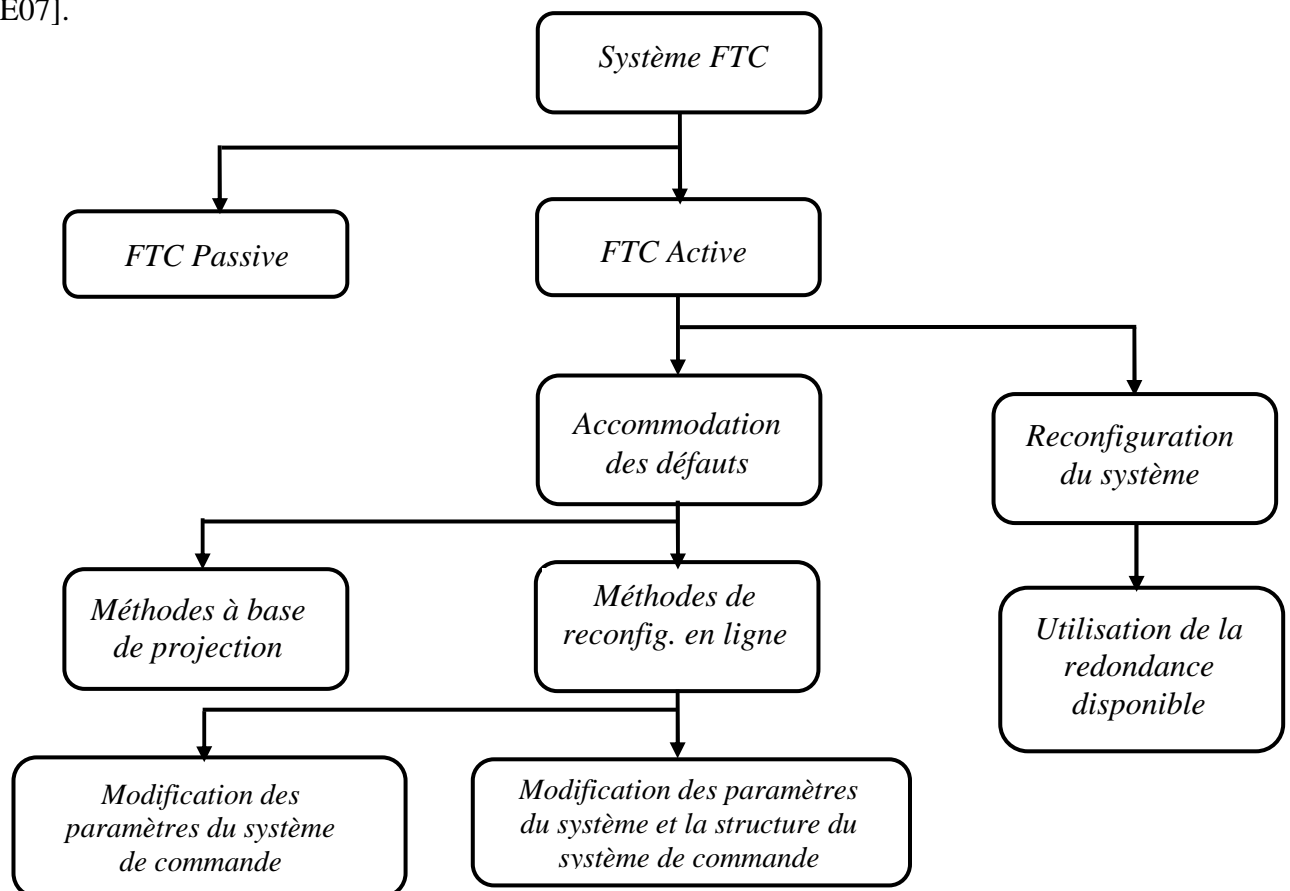 E07].
Système FTC
FTC Passive
FTC Active
Accommodation
des défauts
Reconfiguration
du système
Méthodes à base
de projection
Méthodes de
reconfig. en ligne
Utilisation de la
redondance
disponible
Modification des
paramètres du système
de commande
Modification des paramètres
du système et la structure du
système de commande